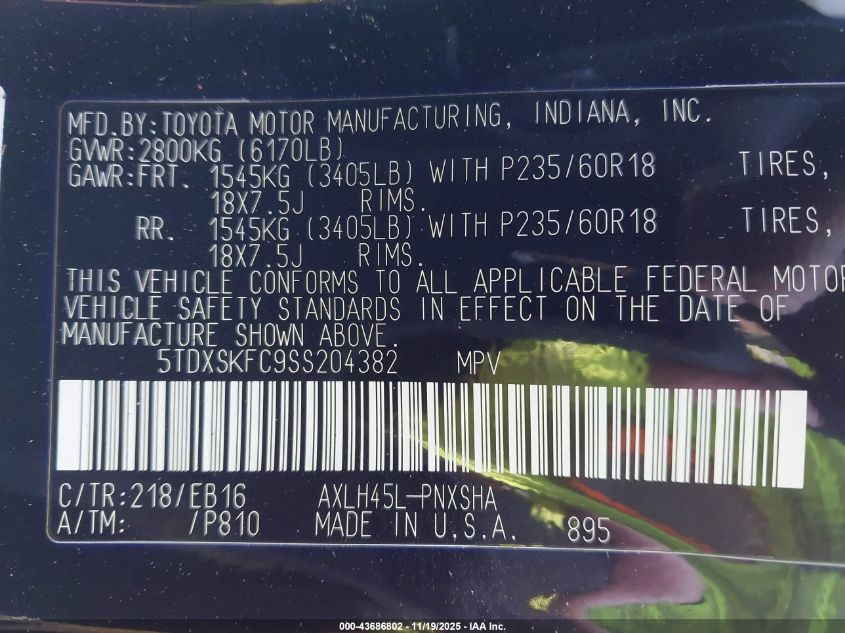 MFD.BY:TOYOTA MOTOR MANUFACTURING, INDIANA, INC.
GVWR:2800KG (6170LB)
GAWR:FRT. 1545KG (3405LB) WITH P235/60R18 TIRES,
18X7.5J RIMS.
RR. 1545KG (3405LB) WITH P235/60R18 TIRES,
18X7.5J RIMS.
THIS VEHICLE CONFORMS TO ALL APPLICABLE FEDERAL MOTOR
VEHICLE SAFETY STANDARDS IN EFFECT ON THE DATE OF
MANUFACTURE SHOWN ABOVE.
5TDXSKFC9SS204382 MPV
C/TR:218/EB16 AXLH45L-PNXSHA
A/TM: /P810 MADE IN U.S.A. 895
000-43686802 - 11/19/2025 - IAA Inc.